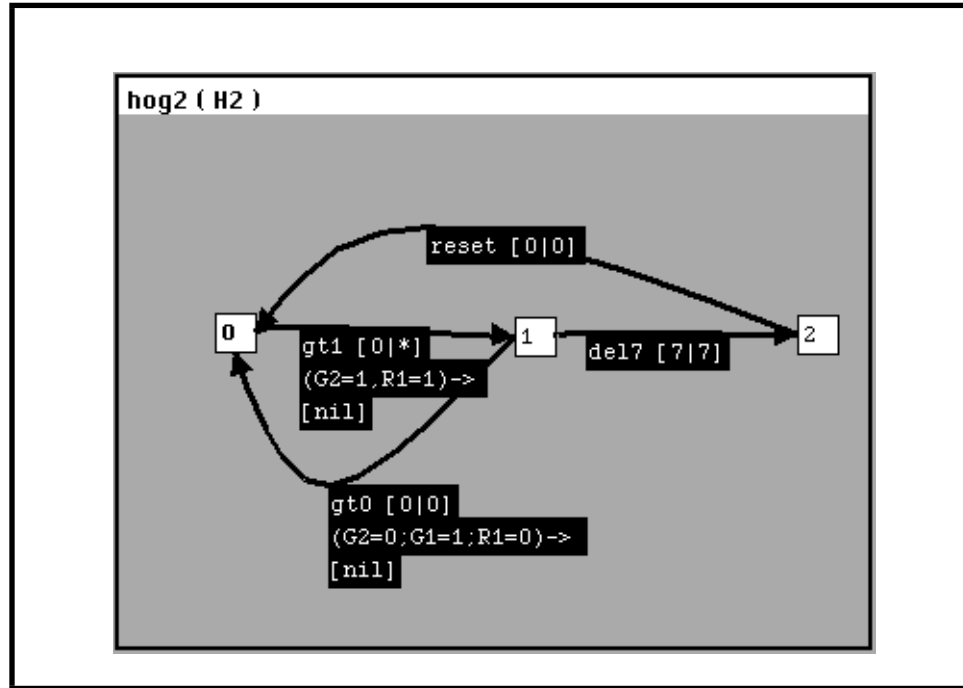 hog2 ( H2 )
reset [0|0]
0
gt1 [0|*]
(G2=1,R1=1)->
[nil]
1
del7 [7|7]
2
gt0 [0|0]
(G2=0;G1=1;R1=0)->
[nil]